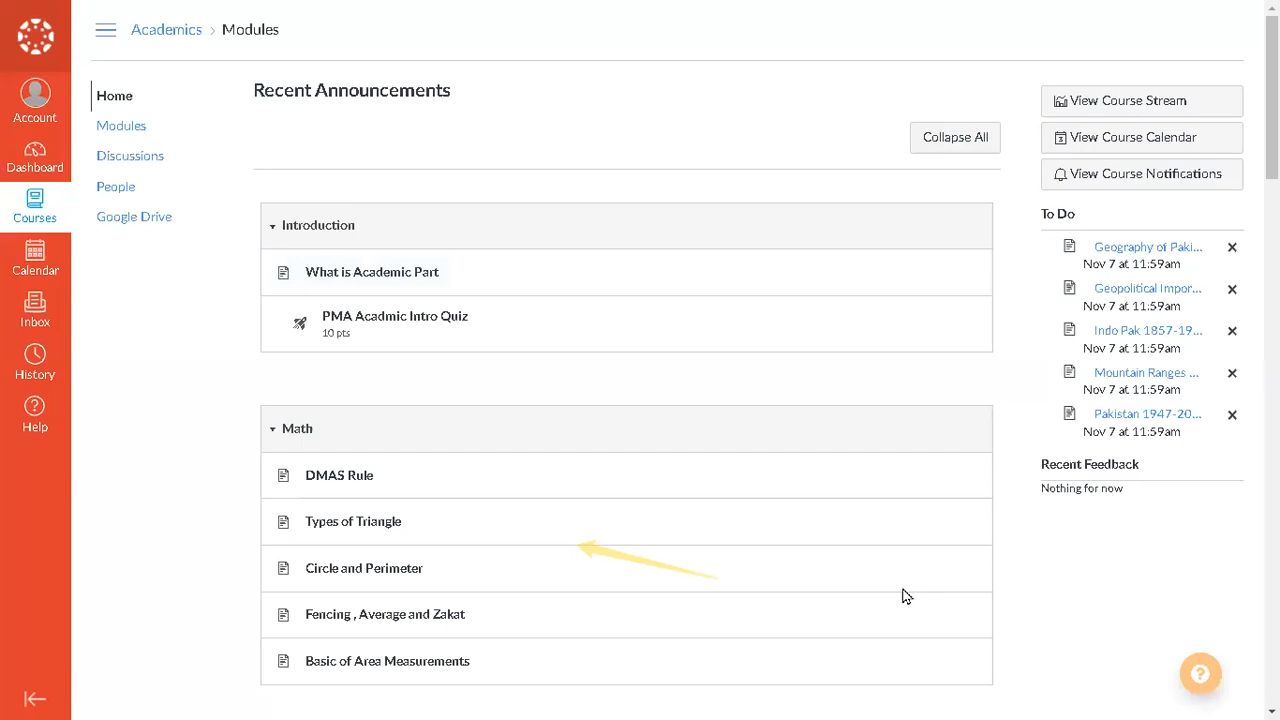 Academics > Modules
Account
Dashboard
Courses
Calendar
Inbox
History
Help
Home
Modules
Discussions
People
Google Drive
Recent Announcements
Collapse All
Introduction
What is Academic Part
PMA Acadmic Intro Quiz
10 pts
Math
DMAS Rule
Types of Triangle
Circle and Perimeter
Fencing , Average and Zakat
Basic of Area Measurements
View Course Stream
View Course Calendar
View Course Notifications
To Do
Geography of Paki...
Nov 7 at 11:59am
Geopolitical Impor...
Nov 7 at 11:59am
Indo Pak 1857-19...
Nov 7 at 11:59am
Mountain Ranges ...
Nov 7 at 11:59am
Pakistan 1947-20...
Nov 7 at 11:59am
Recent Feedback
Nothing for now